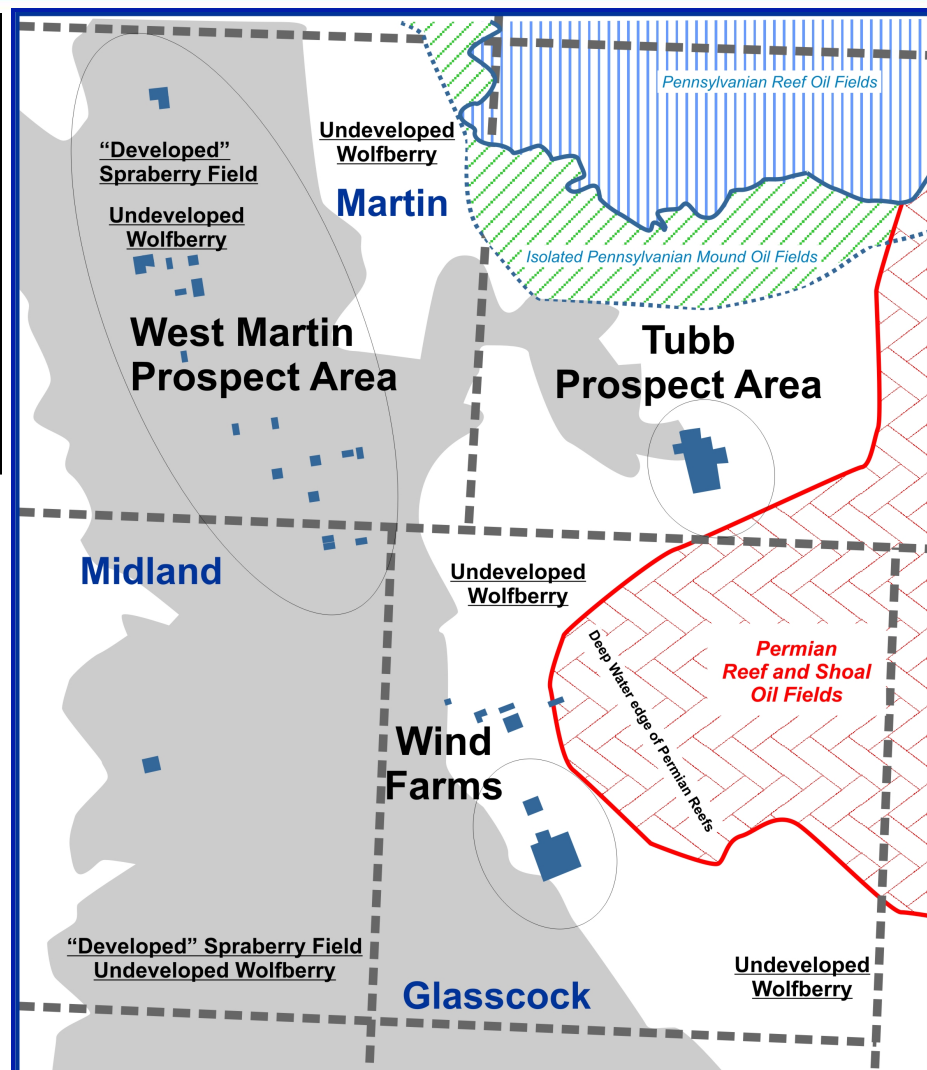 Pennsylvanian Reef Oil Fields
Undeveloped
Wolfberry
“Developed”
Spraberry Field
Martin
Undeveloped
Wolfberry
Isolated Pennsylvanian Mound Oil Fields
West Martin
Prospect Area
Tubb
Prospect Area
Midland
Undeveloped
Wolfberry
Deep Water edge of Permian Reefs
Permian
Reef and Shoal
Oil Fields
Wind
Farms
“Developed” Spraberry Field
Undeveloped Wolfberry
Undeveloped
Wolfberry
Glasscock